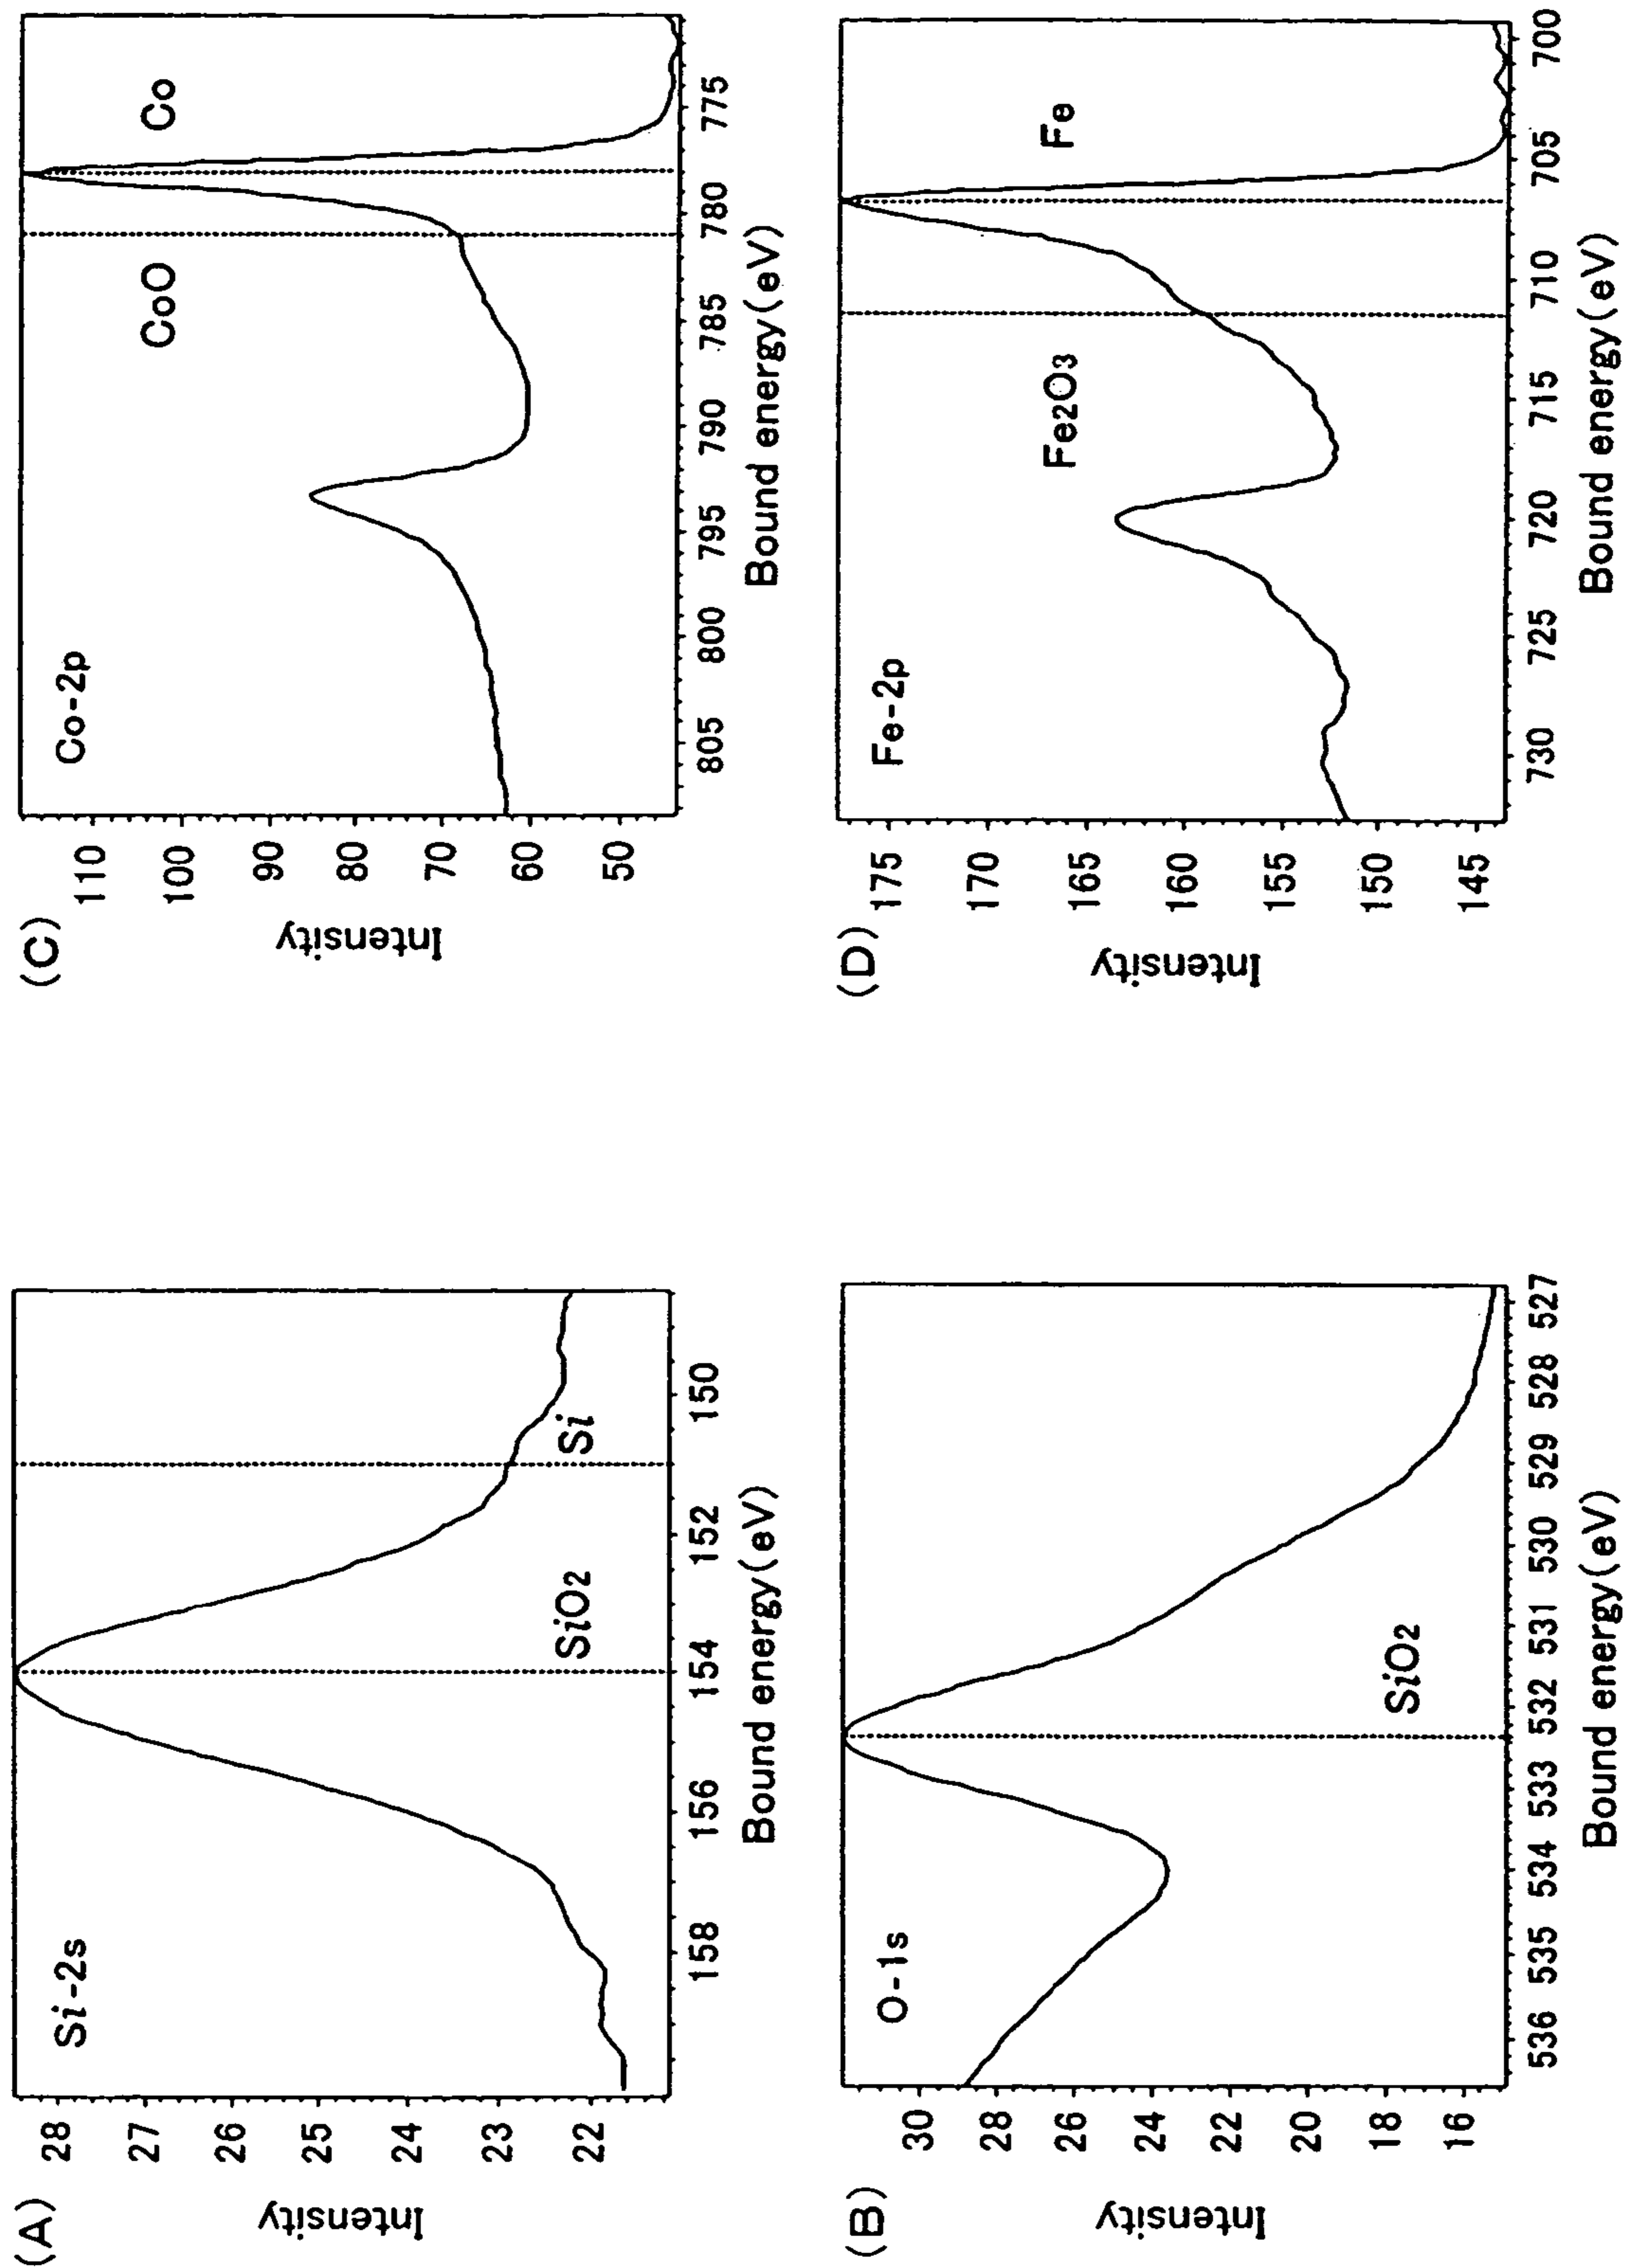 (A)
Si-2s
SiO2
Si
Intensity
28
27
26
25
24
23
22
158
156
154
152
150
Bound energy(eV)
(B)
O-1s
SiO2
Intensity
30
28
26
24
22
20
18
16
536
535
534
533
532
531
530
529
528
527
Bound energy(eV)
(C)
Co-2p
CoO
Co
Intensity
110
100
90
80
70
60
50
805
800
795
790
785
780
775
Bound energy(eV)
(D)
Fe-2p
Fe2O3
Fe
Intensity
175
170
165
160
155
150
145
730
725
720
715
710
705
700
Bound energy(eV)